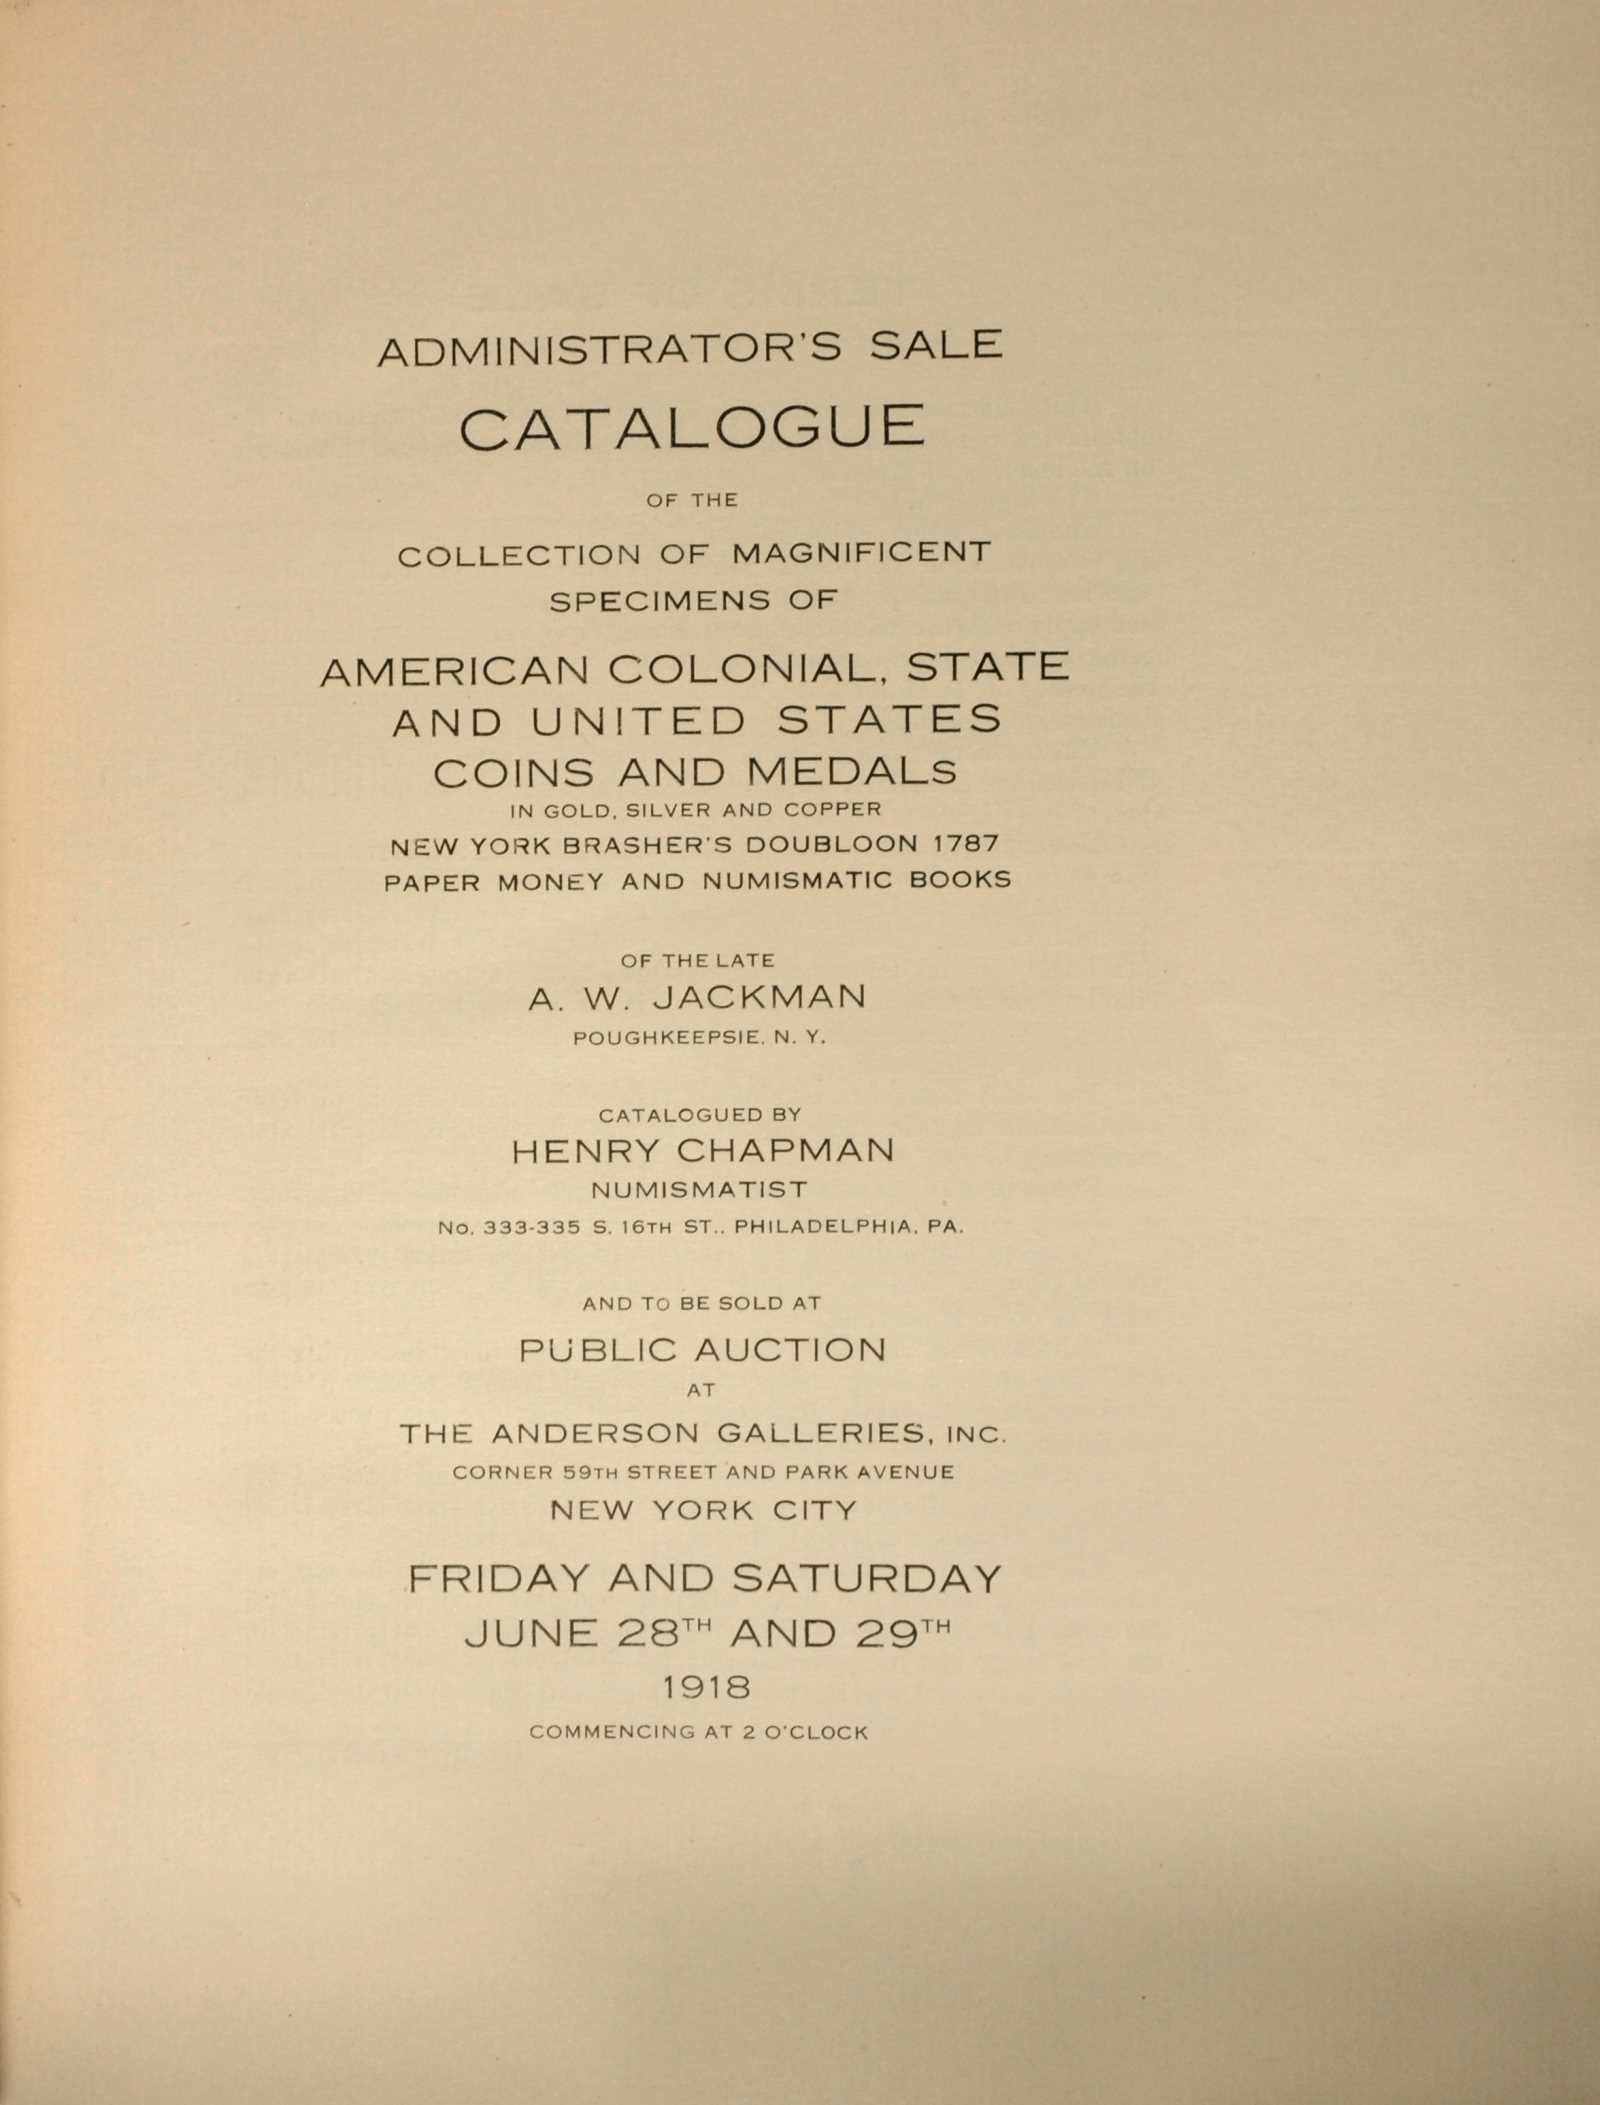 ADMINISTRATOR'S SALE
CATALOGUE
OF THE
COLLECTION OF MAGNIFICENT
SPECIMENS OF
AMERICAN COLONIAL, STATE
AND UNITED STATES
COINS AND MEDALS
IN GOLD, SILVER AND COPPER
NEW YORK BRASHER'S DOUBLOON 1787
PAPER MONEY AND NUMISMATIC BOOKS
OF THE LATE
A. W. JACKMAN
POUGHKEEPSIE, N. Y.
CATALOGUED BY
HENRY CHAPMAN
NUMISMATIST
No. 333-335 S. 16TH ST., PHILADELPHIA, PA.
AND TO BE SOLD AT
PUBLIC AUCTION
AT
THE ANDERSON GALLERIES, INC.
CORNER 59TH STREET AND PARK AVENUE
NEW YORK CITY
FRIDAY AND SATURDAY
JUNE 28TH AND 29TH
1918
COMMENCING AT 2 O'CLOCK